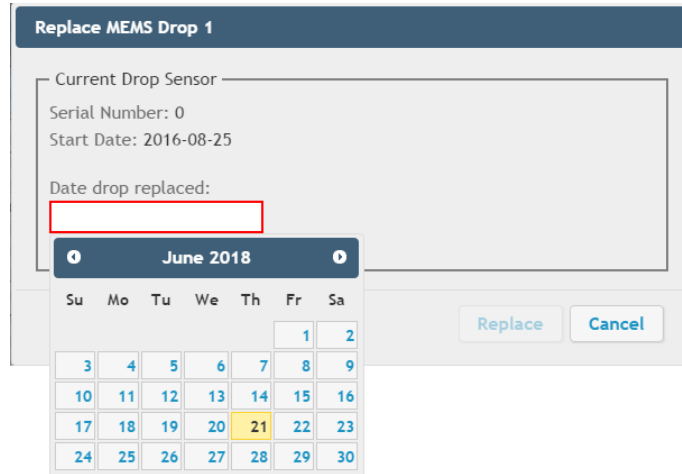 Replace MEMS Drop 1
Current Drop Sensor
Serial Number: 0
Start Date: 2016-08-25
Date drop replaced:
June 2018
Su Mo Tu We Th Fr Sa
1 2
3 4 5 6 7 8 9
10 11 12 13 14 15 16
17 18 19 20 21 22 23
24 25 26 27 28 29 30
Replace Cancel